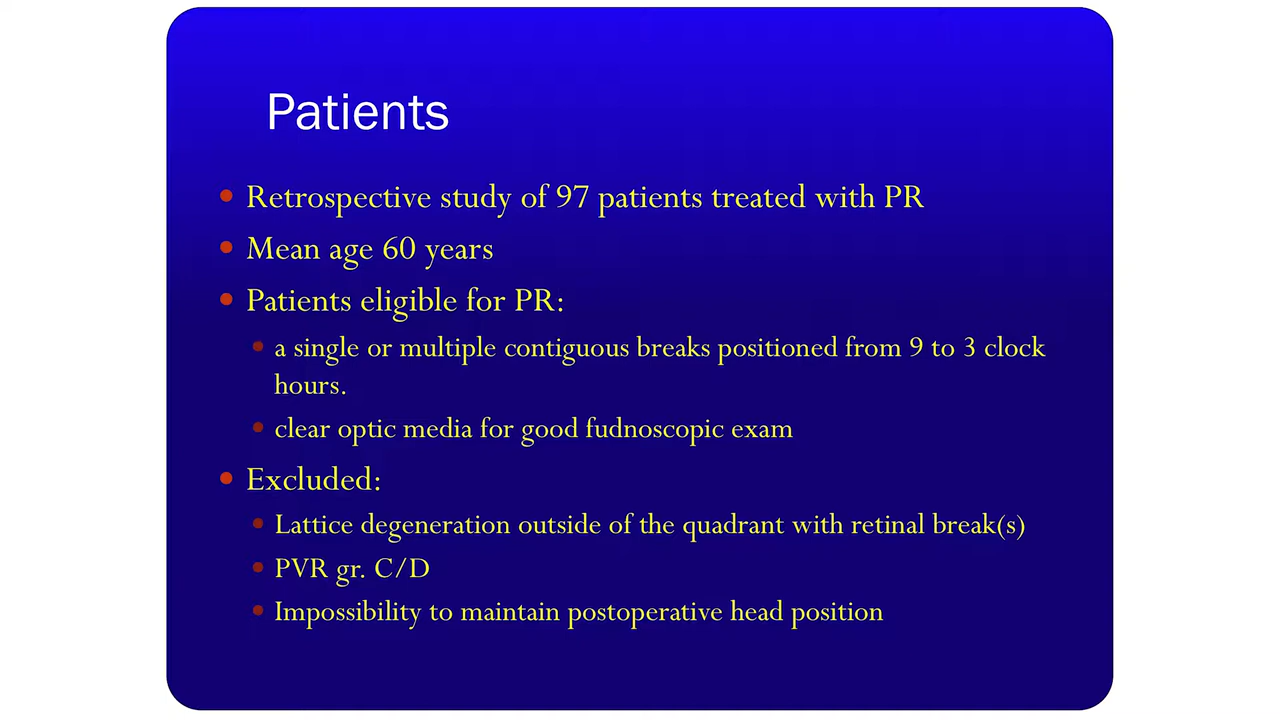 Patients
Retrospective study of 97 patients treated with PR
Mean age 60 years
Patients eligible for PR:
a single or multiple contiguous breaks positioned from 9 to 3 clock
hours.
clear optic media for good fudnoscopic exam
Excluded:
Lattice degeneration outside of the quadrant with retinal break(s)
PVR gr. C/D
Impossibility to maintain postoperative head position